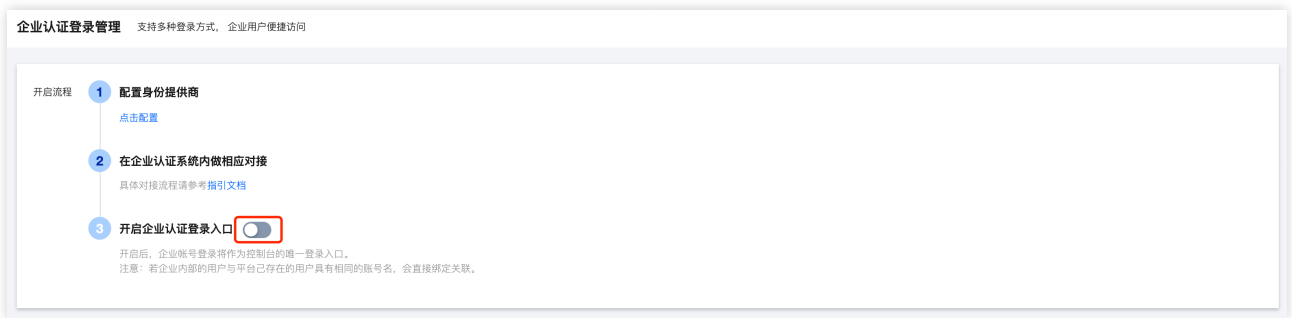 企业认证登录管理 支持多种登录方式，企业用户便捷访问
开启流程 1 配置身份提供商
点击配置
2 在企业认证系统内做相应对接
具体对接流程请参考指引文档
3 开启企业认证登录入口
开启后，企业帐号登录将作为控制台的唯一登录入口。
注意：若企业内部的用户与平台已存在的用户具有相同的账号名，会直接绑定关联。